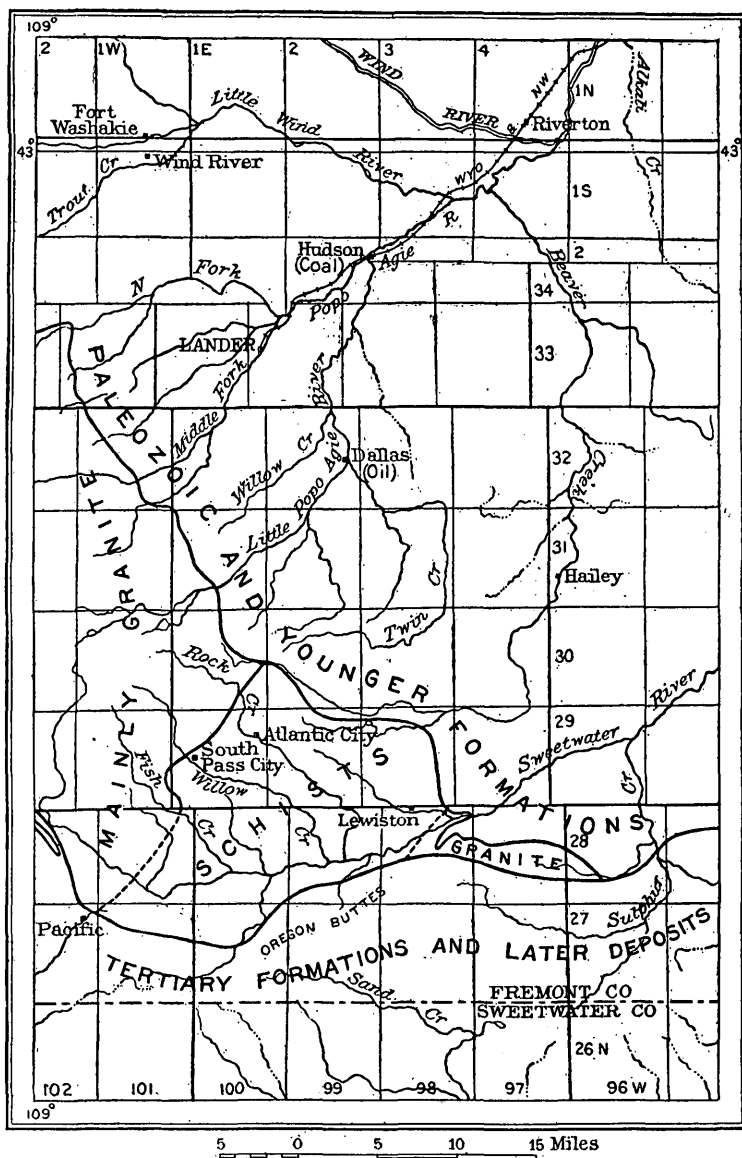 109°
2 1W 1E 2 3 4
WIND RIVER
NW
Alkali Cr
1N
Little Wind River
Fort Washakie
Riverton
43° 43°
Wind River
&
WYO
Trout Cr
1S
R
Hudson (Coal)
Agie
2
Beaver
N Fork
Popo
34
LANDER
33
PALEOZOIC AND YOUNGER FORMATIONS
River
Middle Fork
GRANITE
Willow Cr
Agie
Dallas (Oil)
32
Creek
Little Popo
31
Hailey
Cr
Twin
30
Rock Cr
River
29
Atlantic City
Sweetwater
South Pass City
MAINLY
Fish Cr
Willow Cr
SCHISTS
Cr
Lewiston
28
GRANITE
Sulphur
Pacific
OREGON BUTTES
27
TERTIARY FORMATIONS AND LATER DEPOSITS
Sand Cr
FREMONT CO
SWEETWATER CO
26 N
102 101 100 99 98 97 96 W
109°
5 0 5 10 15 Miles